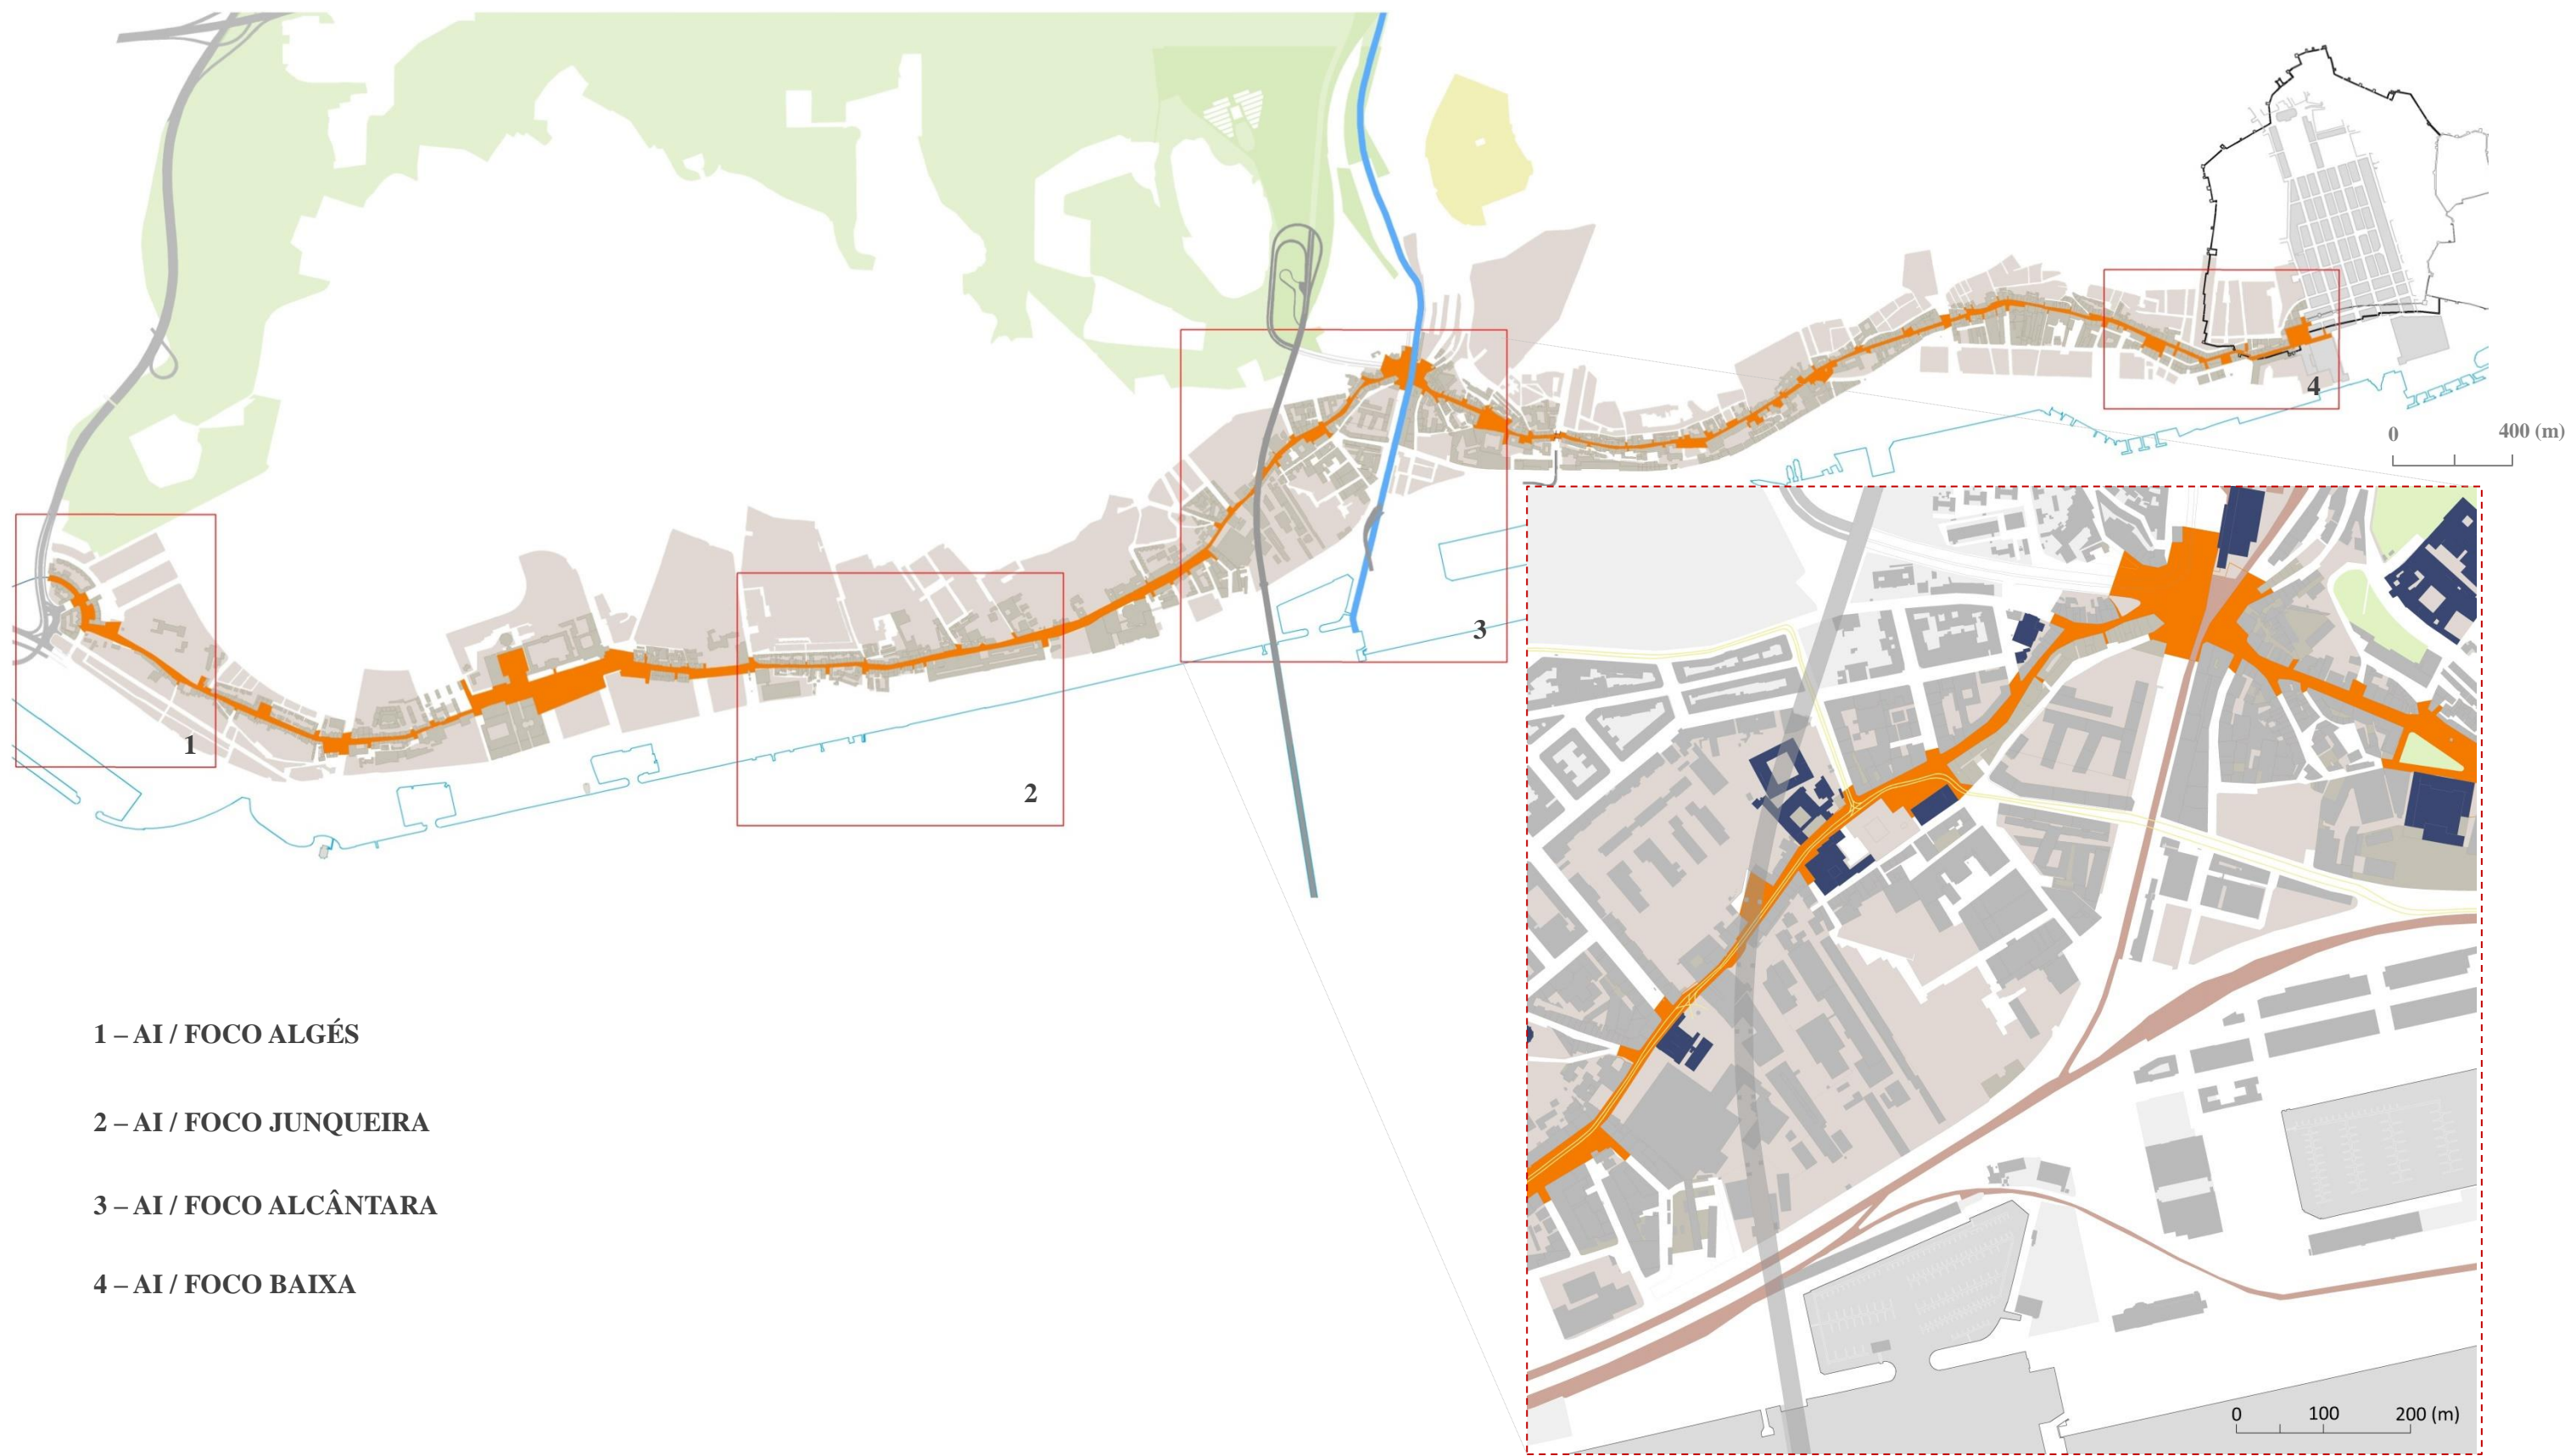 4
0 400 (m)
3
1
2
1 – AI / FOCO ALGÉS
2 – AI / FOCO JUNQUEIRA
3 – AI / FOCO ALCÂNTARA
4 – AI / FOCO BAIXA
0 100 200 (m)